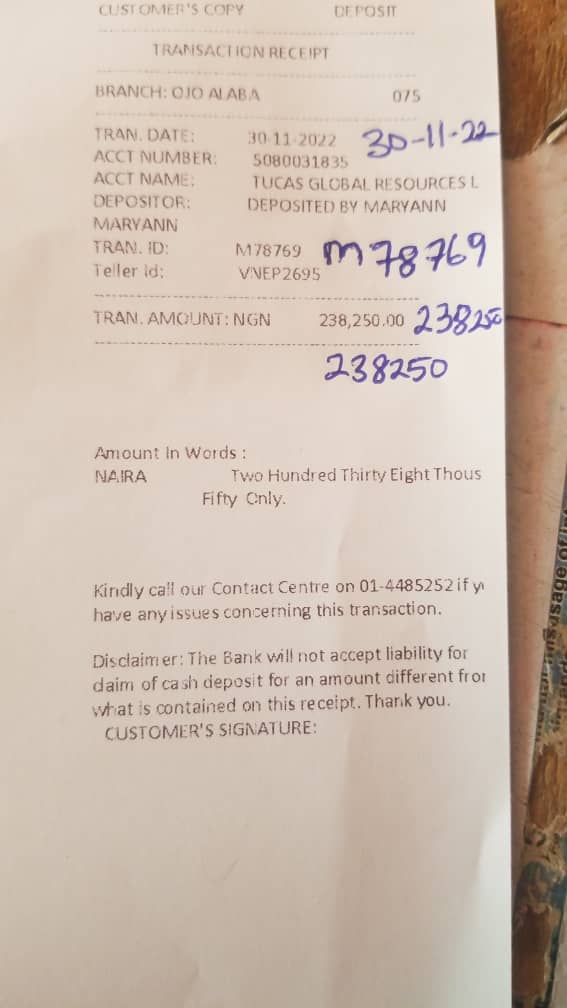 CUSTOMER'S COPY DEPOSIT
TRANSACTION RECEIPT
BRANCH: OJO ALABA 075
TRAN. DATE: 30-11-2022 30-11-22
ACCT NUMBER: 5080031835
ACCT NAME: TUCAS GLOBAL RESOURCES L
DEPOSITOR: DEPOSITED BY MARYANN
MARYANN
TRAN. ID: M78769 M78769
Teller Id: VNEP2695
TRAN. AMOUNT: NGN 238,250.00 238250
238250
Amount In Words :
NAIRA Two Hundred Thirty Eight Thous
Fifty Only.
Kindly call our Contact Centre on 01-4485252 if y
have any issues concerning this transaction.
Disclaimer: The Bank will not accept liability for
claim of cash deposit for an amount different fror
what is contained on this receipt. Thank you.
CUSTOMER'S SIGNATURE: